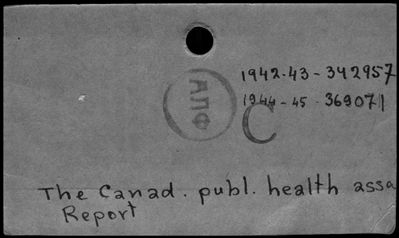 1942-43 - 342957
1944-45 - 369071
АПФ
C
The Canad. publ. health assa
Report